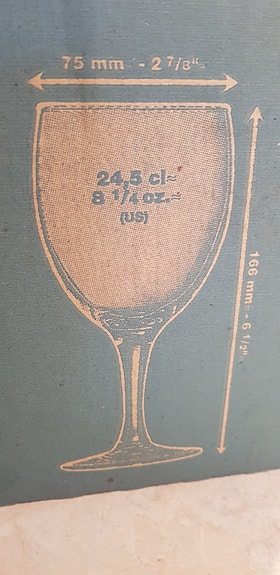 75 mm - 2 7/8"≈
24,5 cl≈
8 1/4 oz.≈
(US)
166 mm - 6 1/2"≈